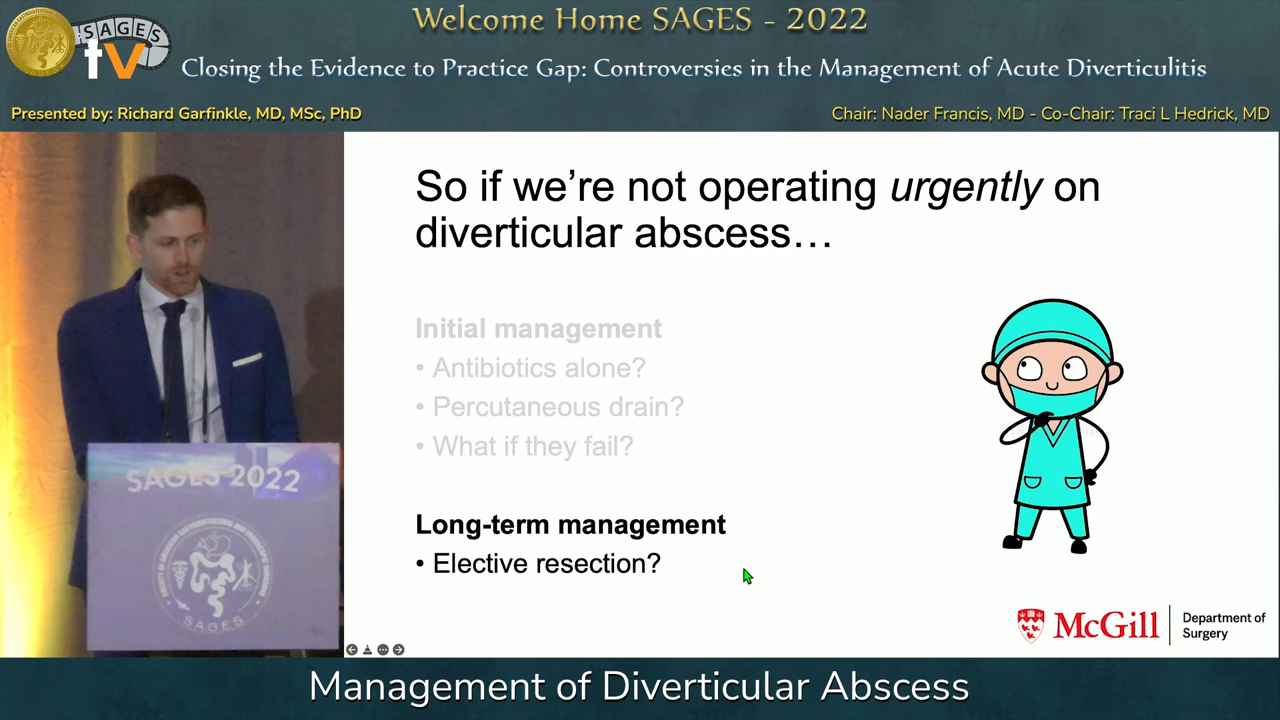 SAGES
tv
Welcome Home SAGES - 2022
Closing the Evidence to Practice Gap: Controversies in the Management of Acute Diverticulitis
Presented by: Richard Garfinkle, MD, MSc, PhD
Chair: Nader Francis, MD - Co-Chair: Traci L Hedrick, MD
So if we’re not operating urgently on
diverticular abscess…
Initial management
• Antibiotics alone?
• Percutaneous drain?
• What if they fail?
Long-term management
• Elective resection?
SAGES 2022
SAGES
McGill
Department of
Surgery
Management of Diverticular Abscess